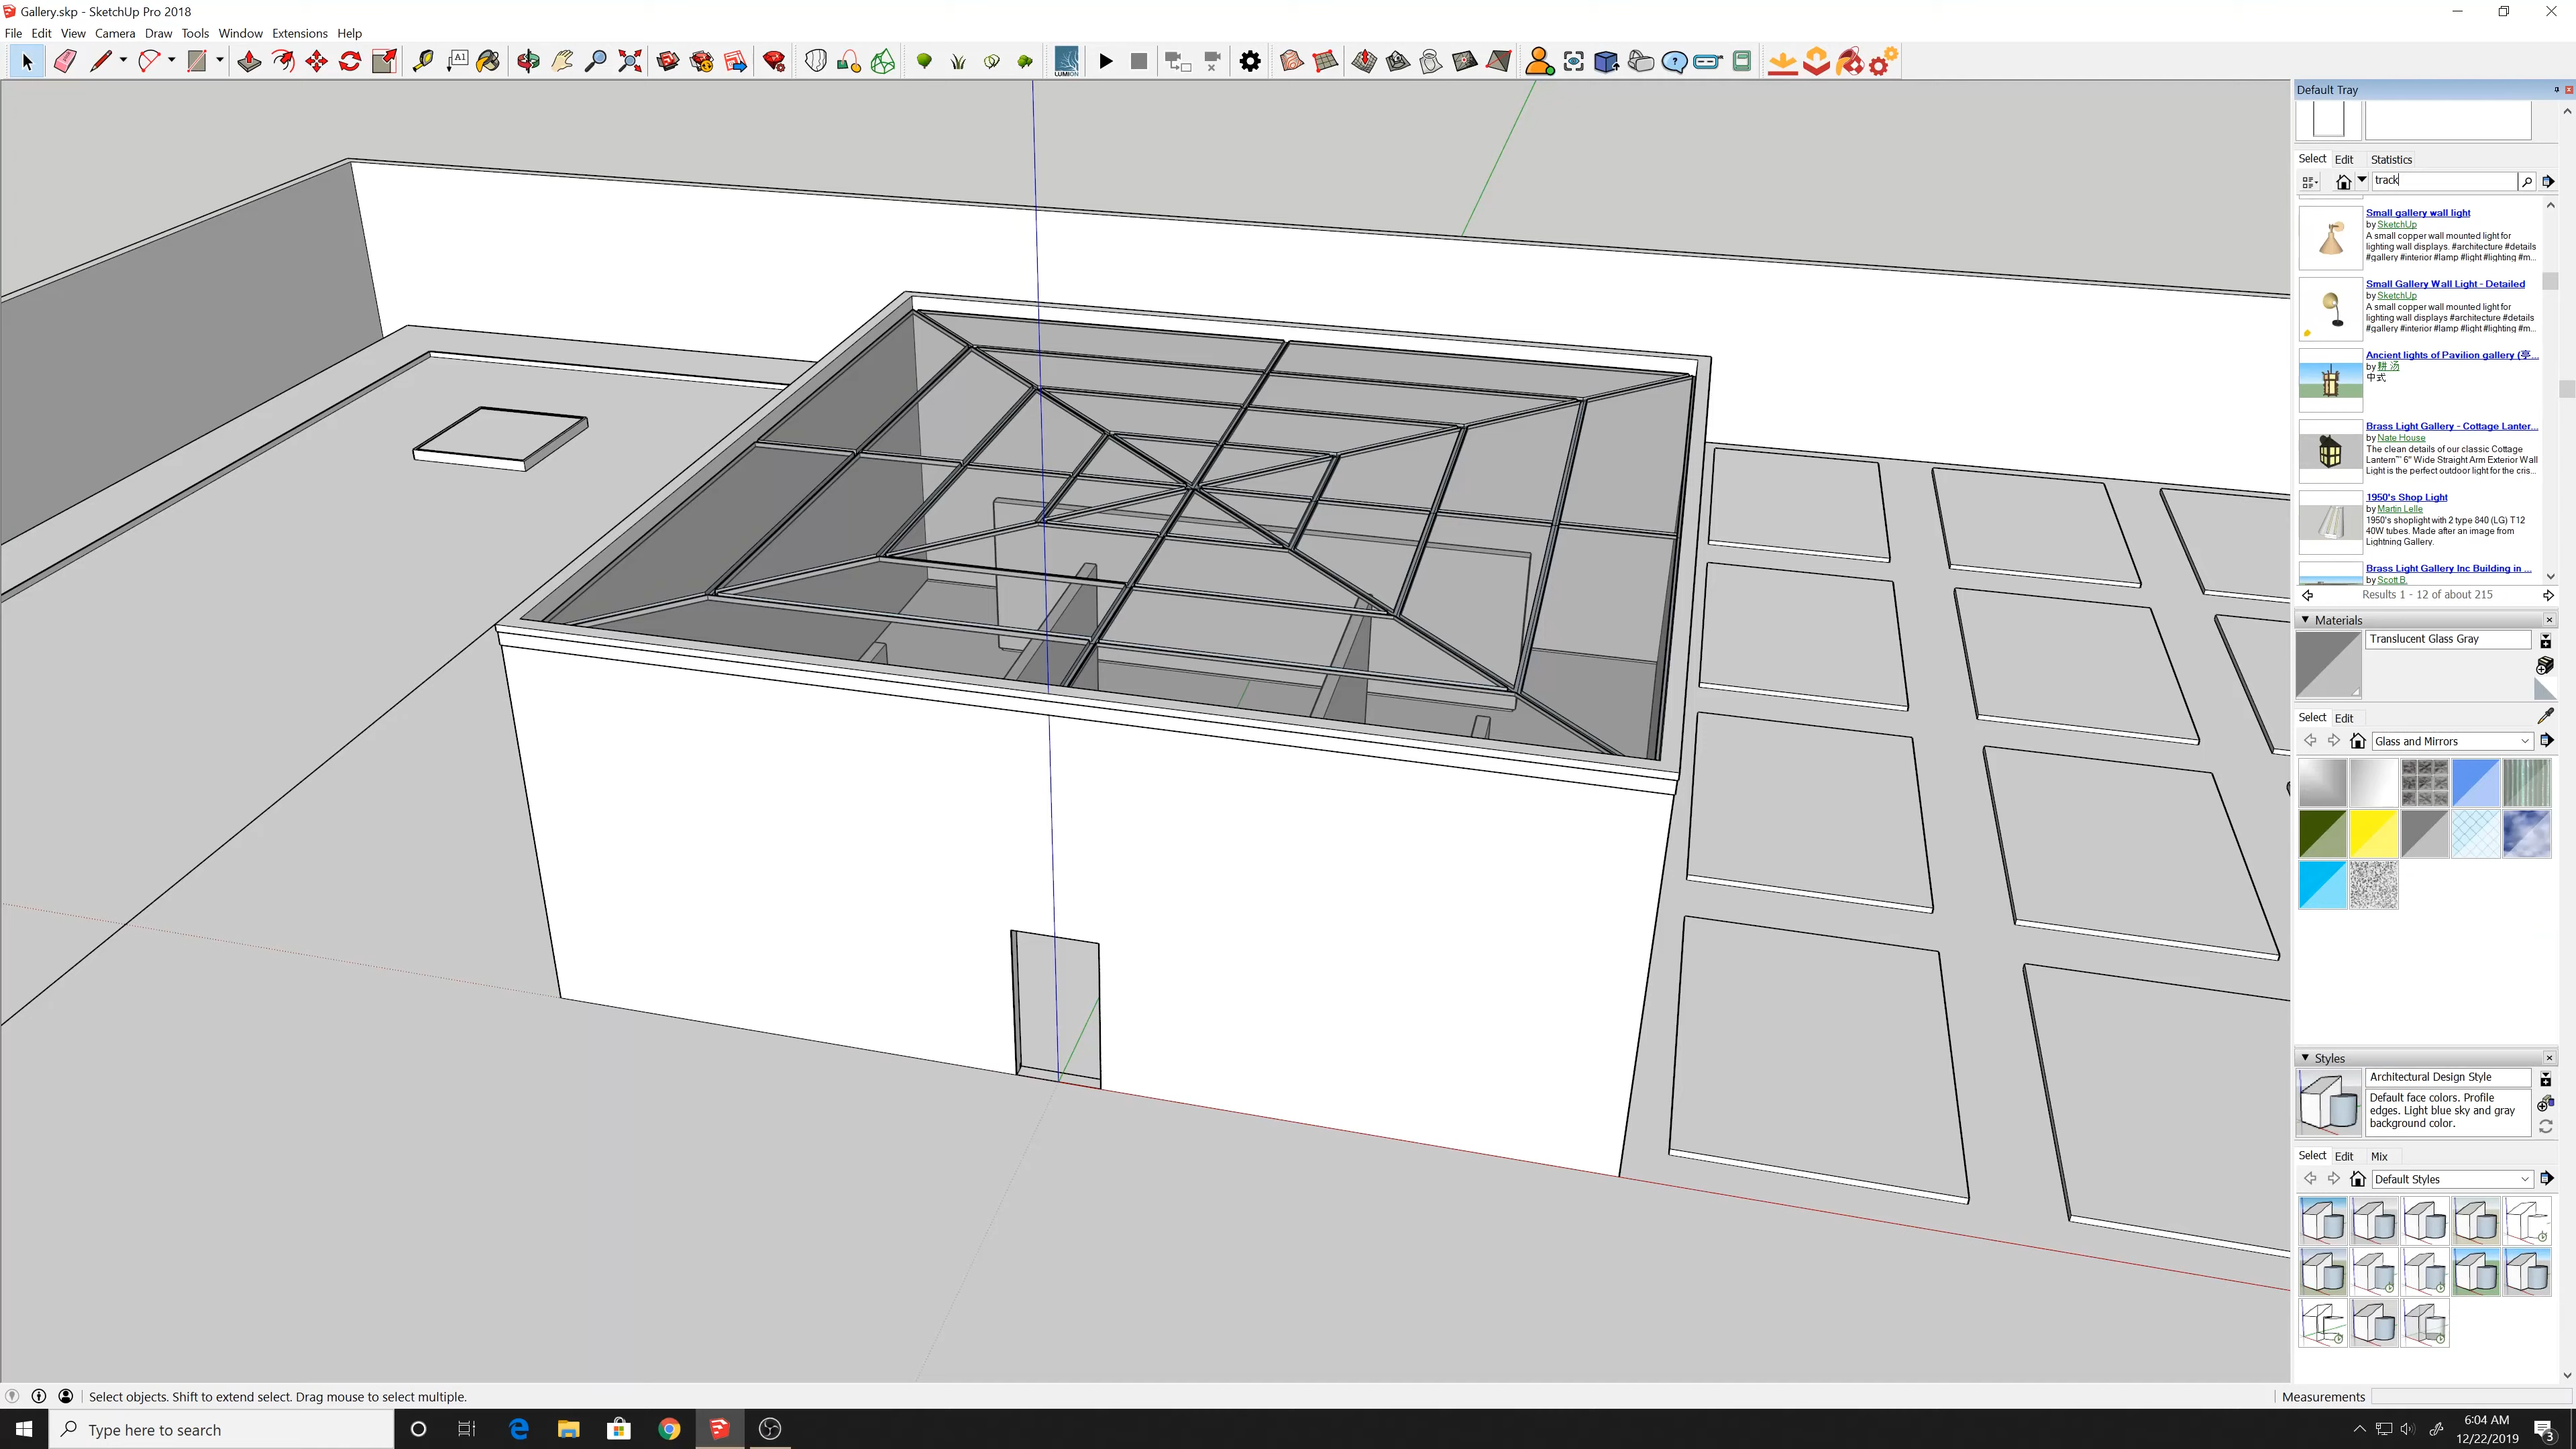 Gallery.skp - SketchUp Pro 2018
File Edit View Camera Draw Tools Window Extensions Help
A1
LUMION
Default Tray
Select Edit Statistics
track
Small gallery wall light
by SketchUp
A small copper wall mounted light for
lighting wall displays. #architecture #details
#gallery #interior #lamp #light #lighting #m...
Small Gallery Wall Light - Detailed
by SketchUp
A small copper wall mounted light for
lighting wall displays #architecture #details
#gallery #interior #lamp #light #lighting #m...
Ancient lights of Pavilion gallery (亭...
by 耕 汤
中式
Brass Light Gallery - Cottage Lanter...
by Nate House
The clean details of our classic Cottage
Lantern™ 6" Wide Straight Arm Exterior Wall
Light is the perfect outdoor light for the cris...
1950's Shop Light
by Martin Lelle
1950's shoplight with 2 type 840 (LG) T12
40W tubes. Made after an image from
Lightning Gallery.
Brass Light Gallery Inc Building in ...
by Scott B.
Results 1 - 12 of about 215
Materials
Translucent Glass Gray
Select Edit
Glass and Mirrors
Styles
Architectural Design Style
Default face colors. Profile
edges. Light blue sky and gray
background color.
Select Edit Mix
Default Styles
Select objects. Shift to extend select. Drag mouse to select multiple.
Measurements
Type here to search
6:04 AM
12/22/2019
3